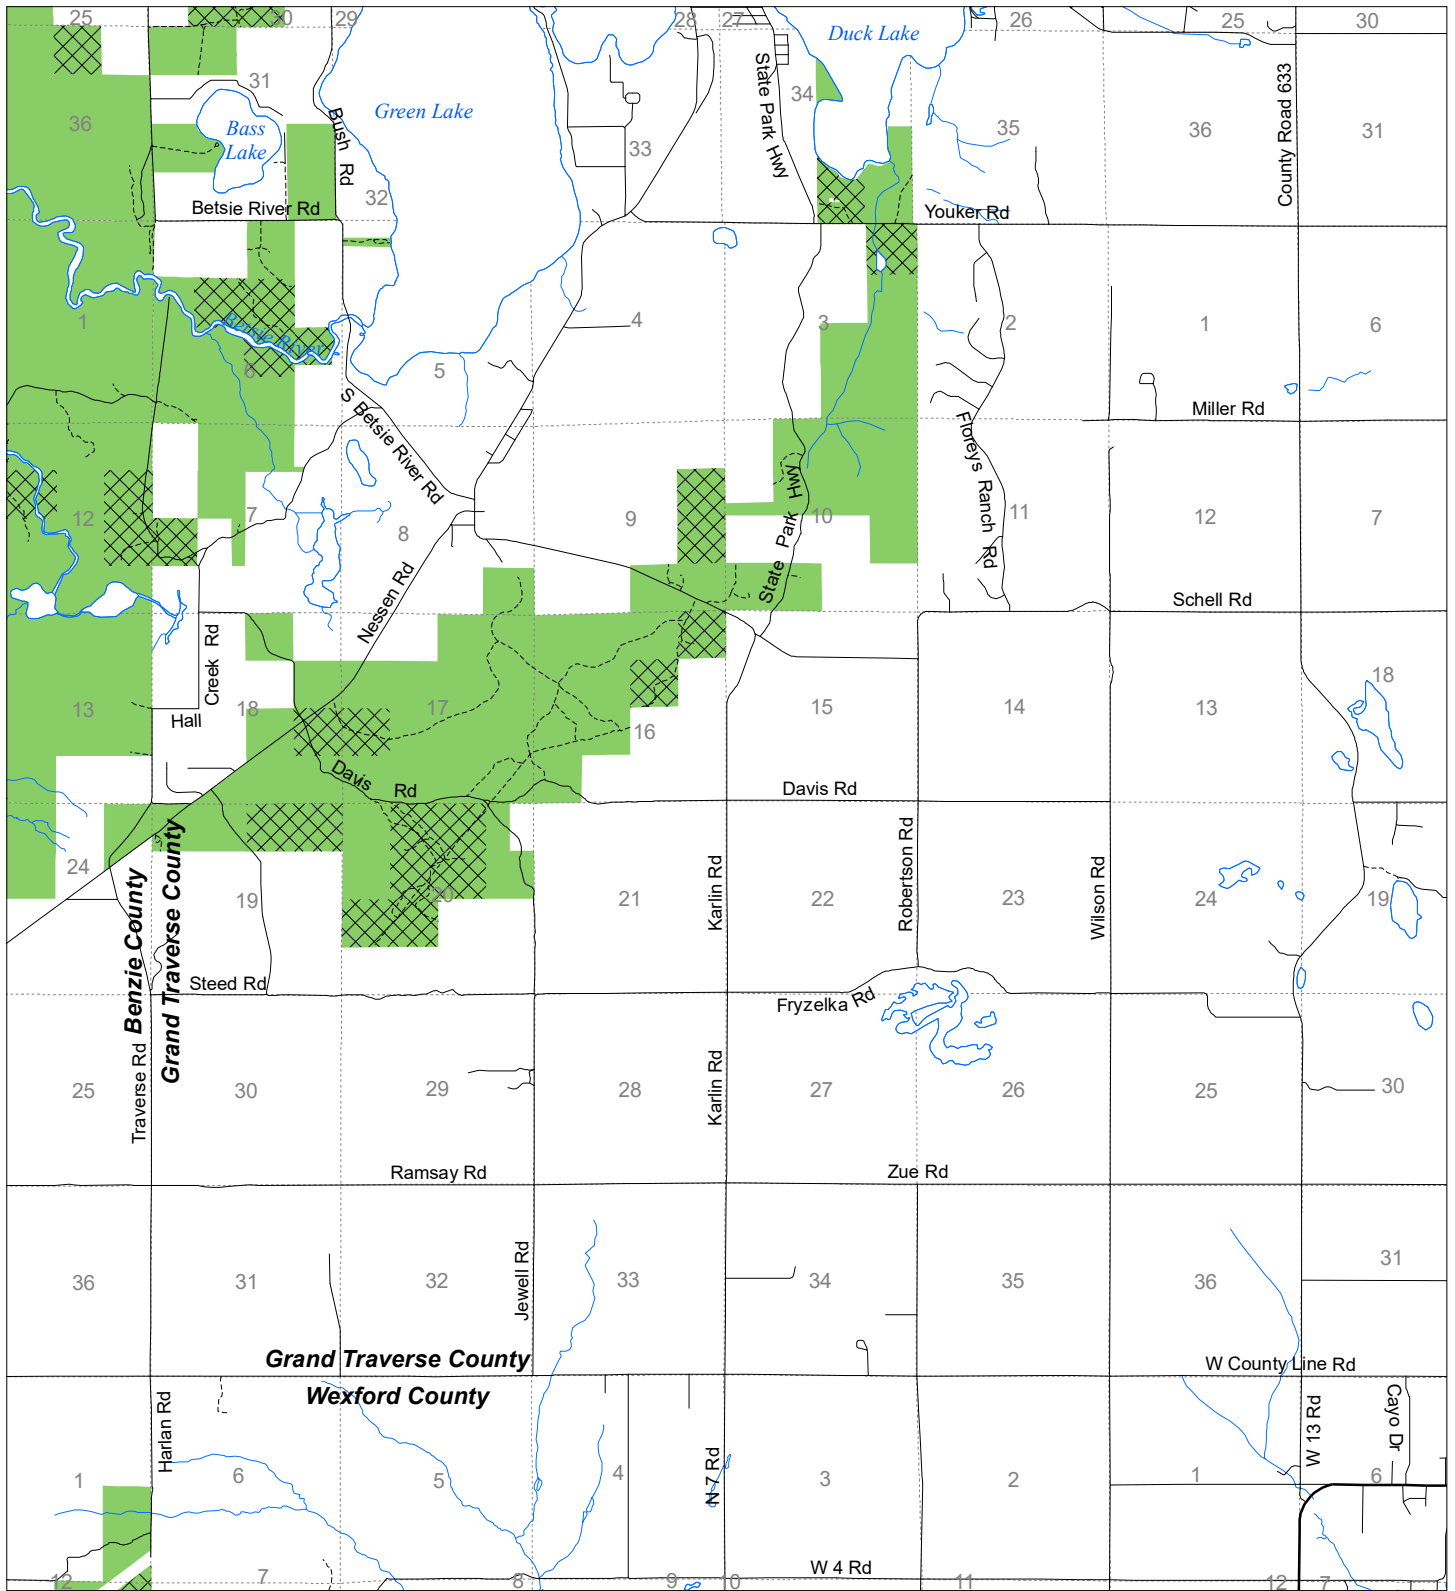 25
30
29
28
27
26
25
30
Duck Lake
31
36
Bass
Lake
Green Lake
Bush Rd
33
State Park Hwy
34
35
36
County Road 633
31
32
Betsie River Rd
Youker Rd
1
Betsie River
6
5
4
3
2
1
6
Miller Rd
S Betsie River Rd
Floreys Ranch Rd
12
7
8
9
State Park Hwy
10
11
12
7
Nessen Rd
Schell Rd
Creek Rd
Hall
13
18
17
16
15
14
13
18
Davis Rd
Davis Rd
24
19
20
21
Karlin Rd
22
Robertson Rd
23
Wilson Rd
24
19
Benzie County
Grand Traverse County
Steed Rd
Fryzelka Rd
Traverse Rd
25
30
29
28
Karlin Rd
27
26
25
30
Ramsay Rd
Zue Rd
36
31
32
Jewell Rd
33
34
35
36
31
Grand Traverse County
Wexford County
W County Line Rd
Harlan Rd
W 13 Rd
Cayo Dr
1
6
5
4
N 7 Rd
3
2
1
6
W 4 Rd
12
7
8
9
10
11
12
7